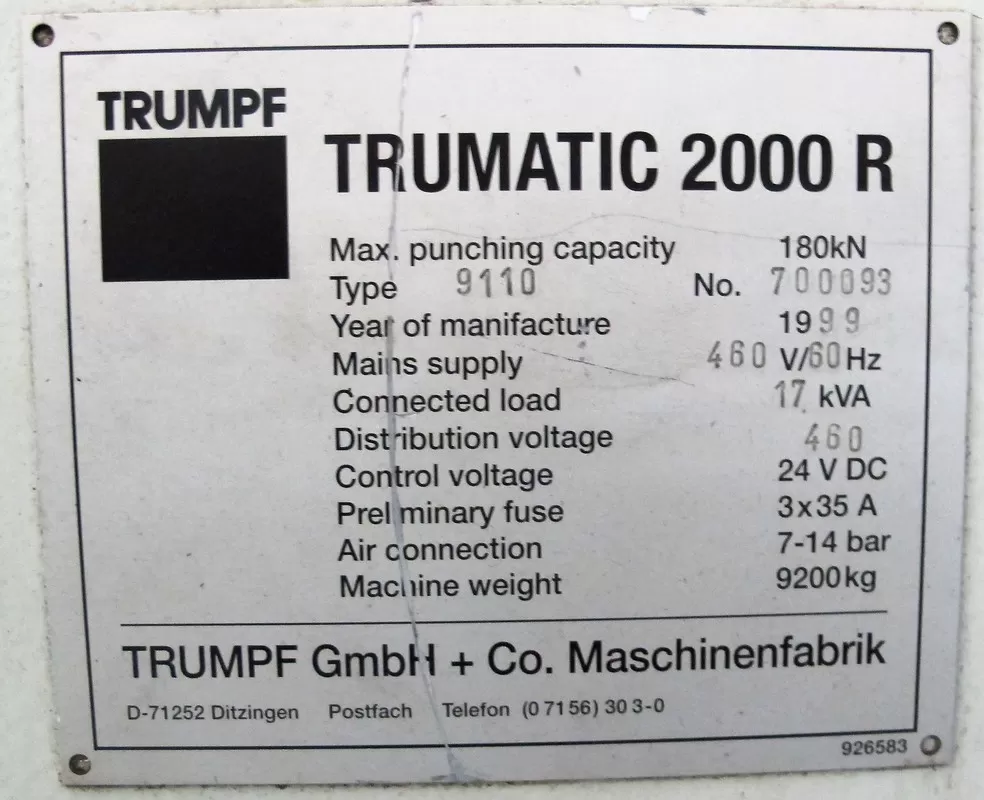 TRUMPF
TRUMATIC 2000 R
Max. punching capacity 180kN
Type 9110 No. 700093
Year of manifacture 1999
Mains supply 460 V/60Hz
Connected load 17 kVA
Distribution voltage 460
Control voltage 24 V DC
Preliminary fuse 3x35 A
Air connection 7-14 bar
Machine weight 9200kg
TRUMPF GmbH + Co. Maschinenfabrik
D-71252 Ditzingen Postfach Telefon (0 71 56) 30 3-0
926583